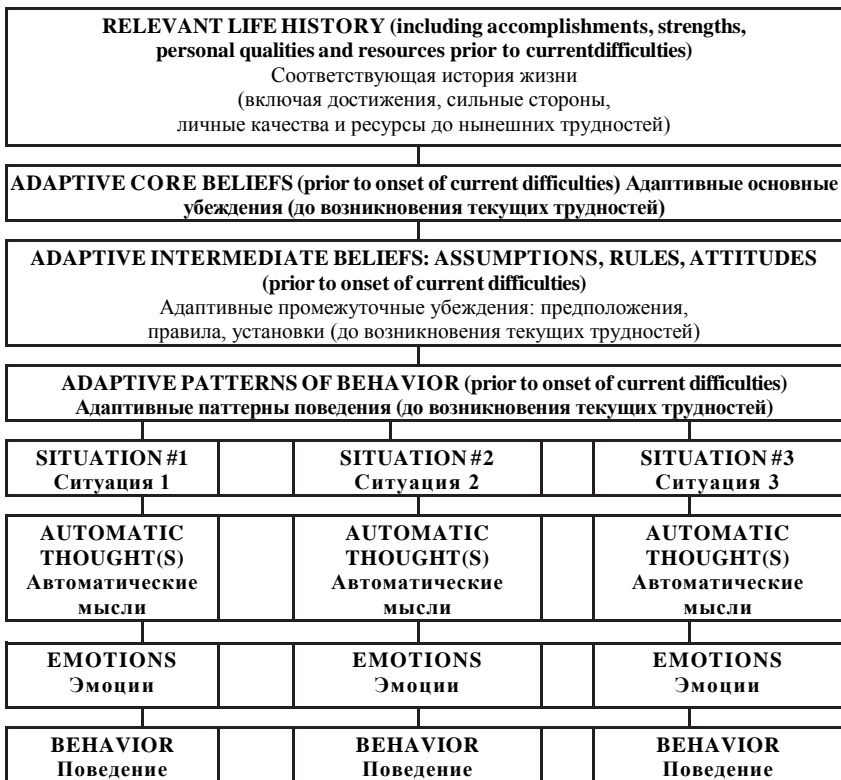 RELEVANT LIFE HISTORY (including accomplishments, strengths,
personal qualities and resources prior to currentdifficulties)
Соответствующая история жизни
(включая достижения, сильные стороны,
личные качества и ресурсы до нынешних трудностей)
ADAPTIVE CORE BELIEFS (prior to onset of current difficulties) Адаптивные основные
убеждения (до возникновения текущих трудностей)
ADAPTIVE INTERMEDIATE BELIEFS: ASSUMPTIONS, RULES, ATTITUDES
(prior to onset of current difficulties)
Адаптивные промежуточные убеждения: предположения,
правила, установки (до возникновения текущих трудностей)
ADAPTIVE PATTERNS OF BEHAVIOR (prior to onset of current difficulties)
Адаптивные паттерны поведения (до возникновения текущих трудностей)
SITUATION #1
Ситуация 1
SITUATION #2
Ситуация 2
SITUATION #3
Ситуация 3
AUTOMATIC
THOUGHT(S)
Автоматические
мысли
AUTOMATIC
THOUGHT(S)
Автоматические
мысли
AUTOMATIC
THOUGHT(S)
Автоматические
мысли
EMOTIONS
Эмоции
EMOTIONS
Эмоции
EMOTIONS
Эмоции
BEHAVIOR
Поведение
BEHAVIOR
Поведение
BEHAVIOR
Поведение